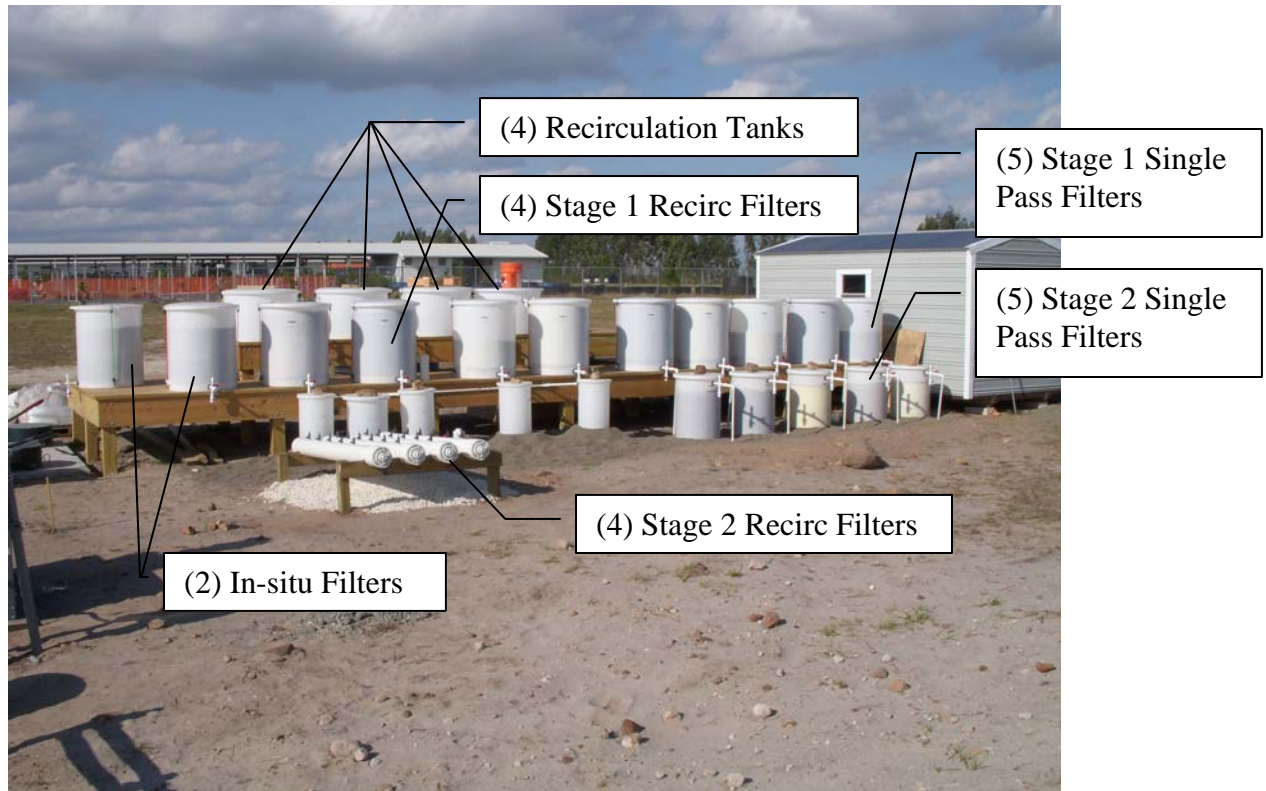 (4) Recirculation Tanks
(4) Stage 1 Recirc Filters
(5) Stage 1 Single
Pass Filters
(5) Stage 2 Single
Pass Filters
(4) Stage 2 Recirc Filters
(2) In-situ Filters